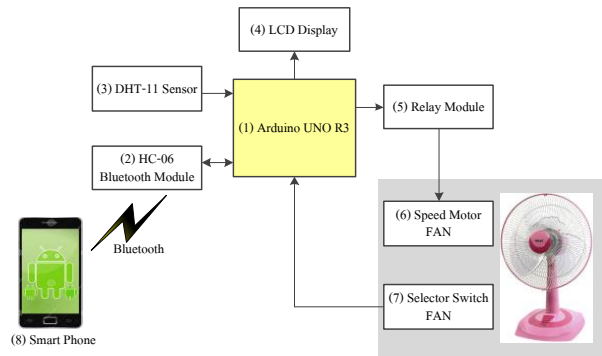 (4) LCD Display
(3) DHT-11 Sensor
(1) Arduino UNO R3
(5) Relay Module
(2) HC-06
Bluetooth Module
(6) Speed Motor
FAN
Bluetooth
(7) Selector Switch
FAN
(8) Smart Phone